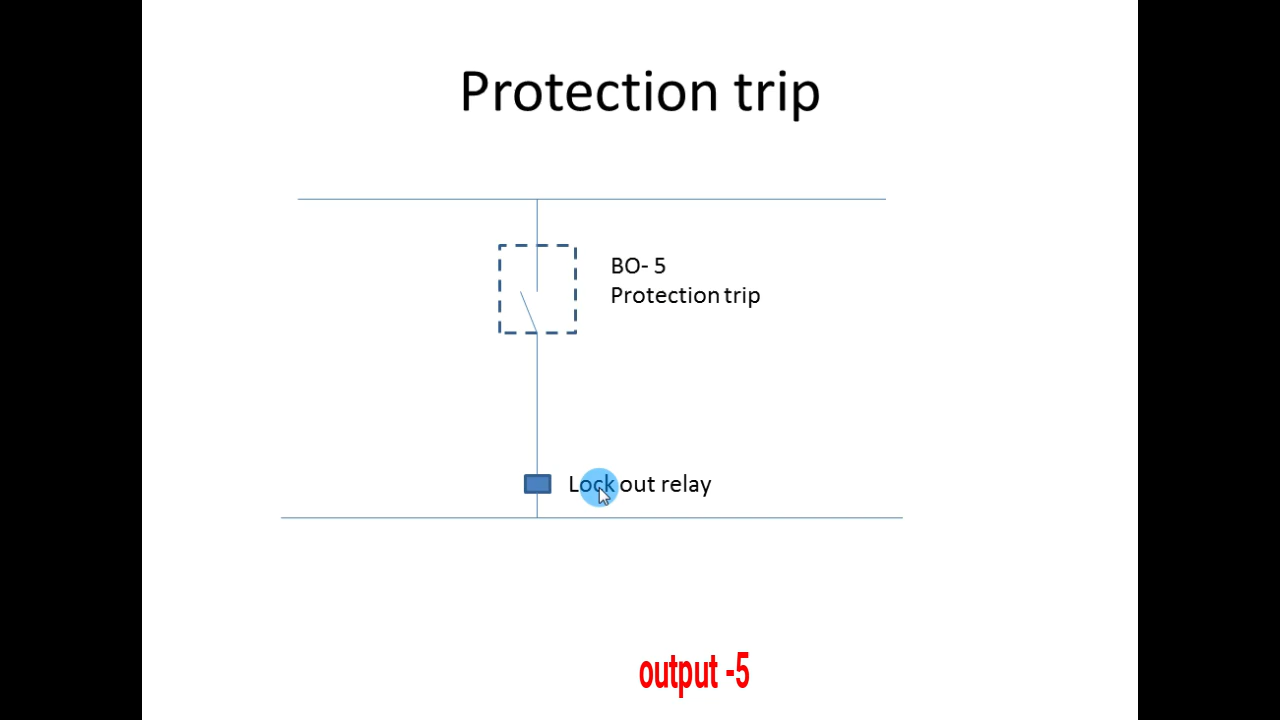 Protection trip
BO- 5
Protection trip
Lock out relay
output -5